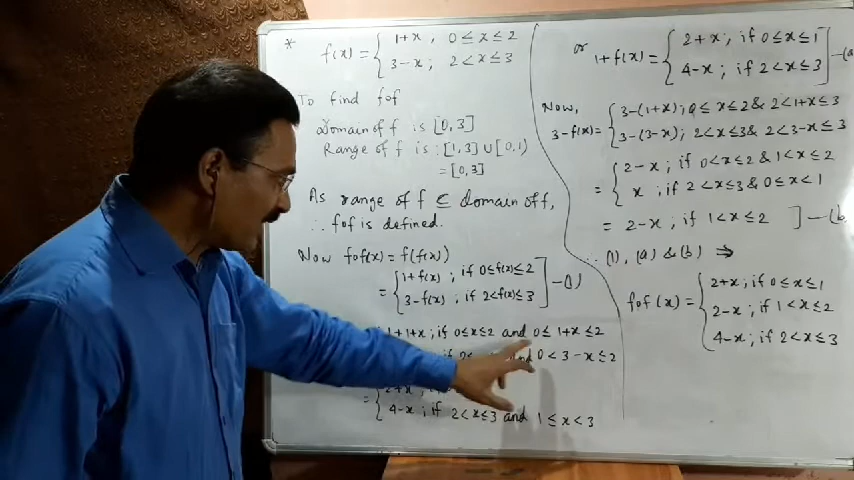 * f(x) = { 1+x , 0≤x≤2
3-x ; 2<x≤3
To find fof
Domain of f is [0,3]
Range of f is : [1,3] ∪ [0,1)
= [0,3]
As range of f ⊆ domain of f,
∴ fof is defined.
Now fof(x) = f(f(x))
= { 1+f(x) ; if 0≤f(x)≤2
3-f(x) ; if 2<f(x)≤3 ] —(1)
1+1+x ; if 0≤x≤2 and 0≤ 1+x ≤2
and 0 < 3-x ≤2
= { 2+x ; if
4-x ; if 2<x≤3 and 1≤x<3
or 1+f(x) = { 2+x ; if 0≤x≤1
4-x ; if 2<x≤3 ] —(a
Now,
3-f(x) = { 3-(1+x) ; 0≤x≤2 & 2<1+x≤3
3-(3-x) ; 2<x≤3 & 2<3-x≤3
= { 2-x ; if 0<x≤2 & 1<x≤2
x ; if 2<x≤3 & 0≤x<1
= 2-x ; if 1<x≤2 ] —(b
∴ (1), (a) & (b) ⇒
fof(x) = { 2+x ; if 0≤x≤1
2-x ; if 1<x≤2
4-x ; if 2<x≤3